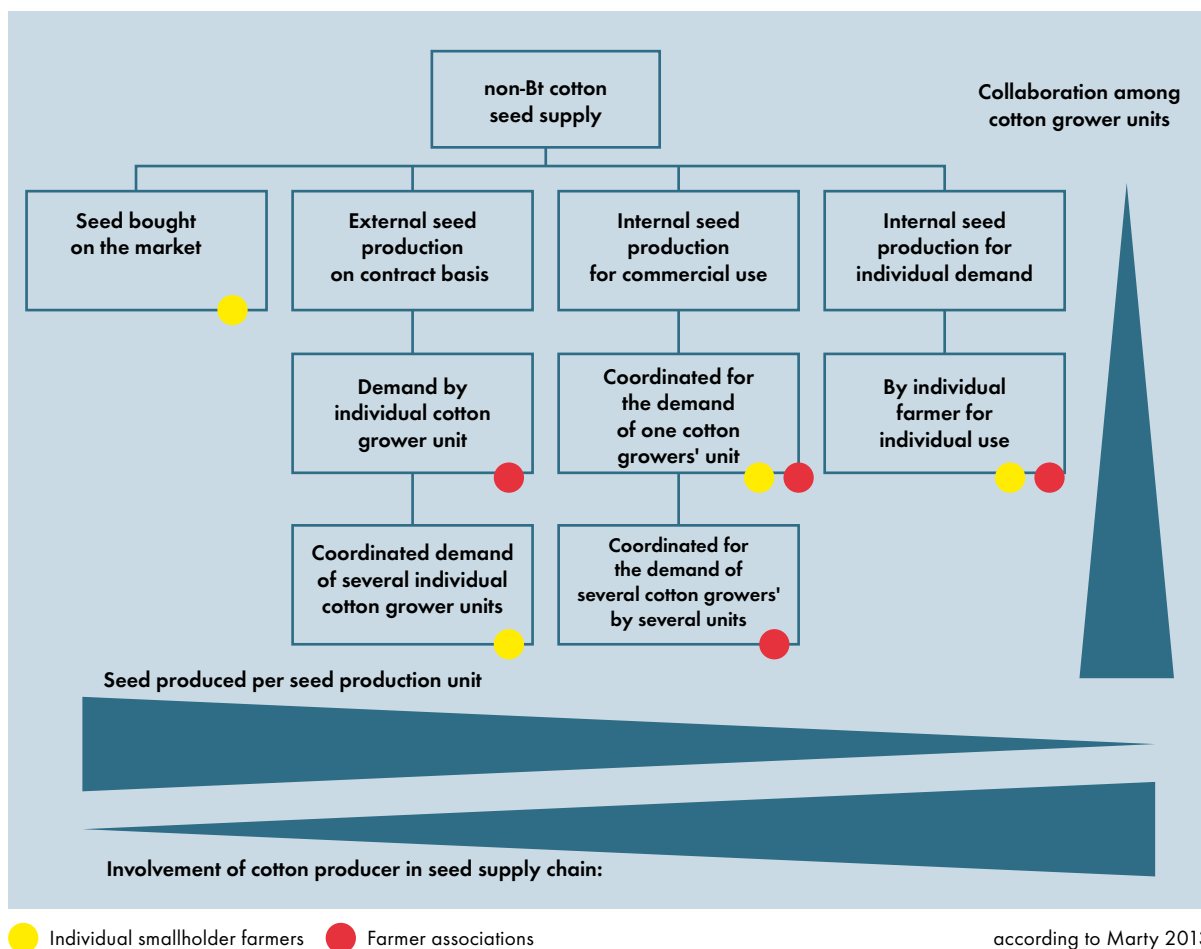 non-Bt cotton
seed supply
Collaboration among
cotton grower units
Seed bought
on the market
External seed
production
on contract basis
Internal seed
production
for commercial use
Internal seed
production for
individual demand
Demand by
individual cotton
grower unit
Coordinated for
the demand
of one cotton
growers' unit
By individual
farmer for
individual use
Coordinated demand
of several individual
cotton grower units
Coordinated for
the demand of
several cotton growers'
by several units
Seed produced per seed production unit
Involvement of cotton producer in seed supply chain:
Individual smallholder farmers
Farmer associations
according to Marty